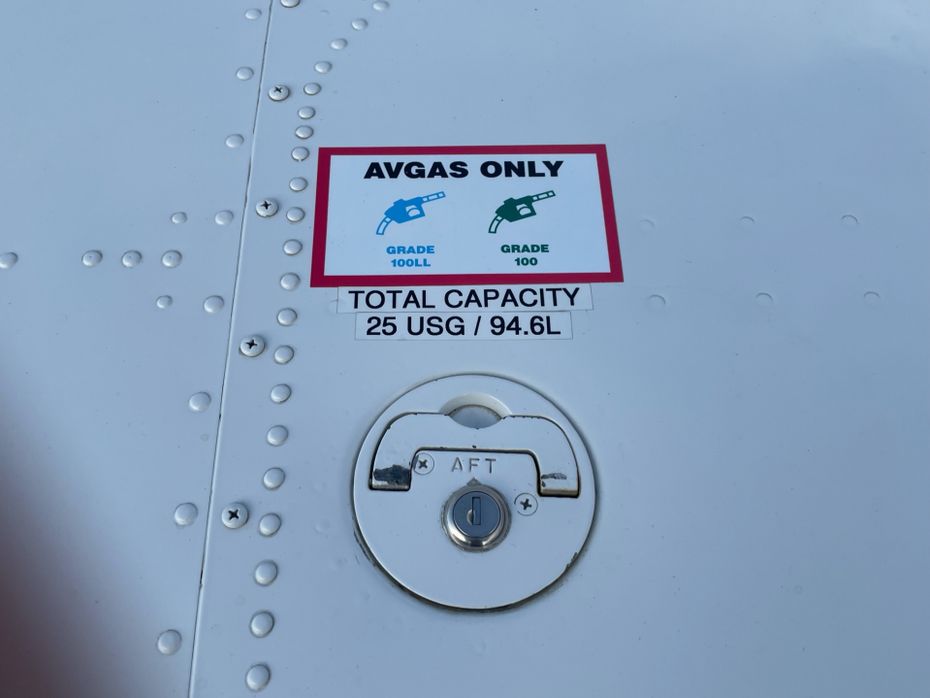 AVGAS ONLY
GRADE 100LL
GRADE 100
TOTAL CAPACITY
25 USG / 94.6L
AFT